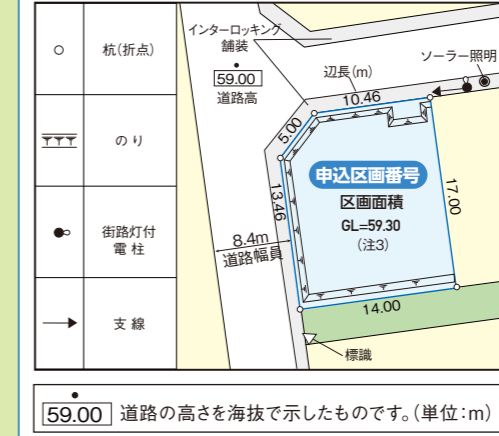 杭(折点)
のり
街路灯付
電柱
支線
インターロッキング
舗装
59.00
道路高
辺長(m)
ソーラー照明
10.46
5.00
13.46
17.00
14.00
申込区画番号
区画面積
GL=59.30
(注3)
8.4m
道路幅員
標識
59.00 道路の高さを海抜で示したものです。(単位:m)